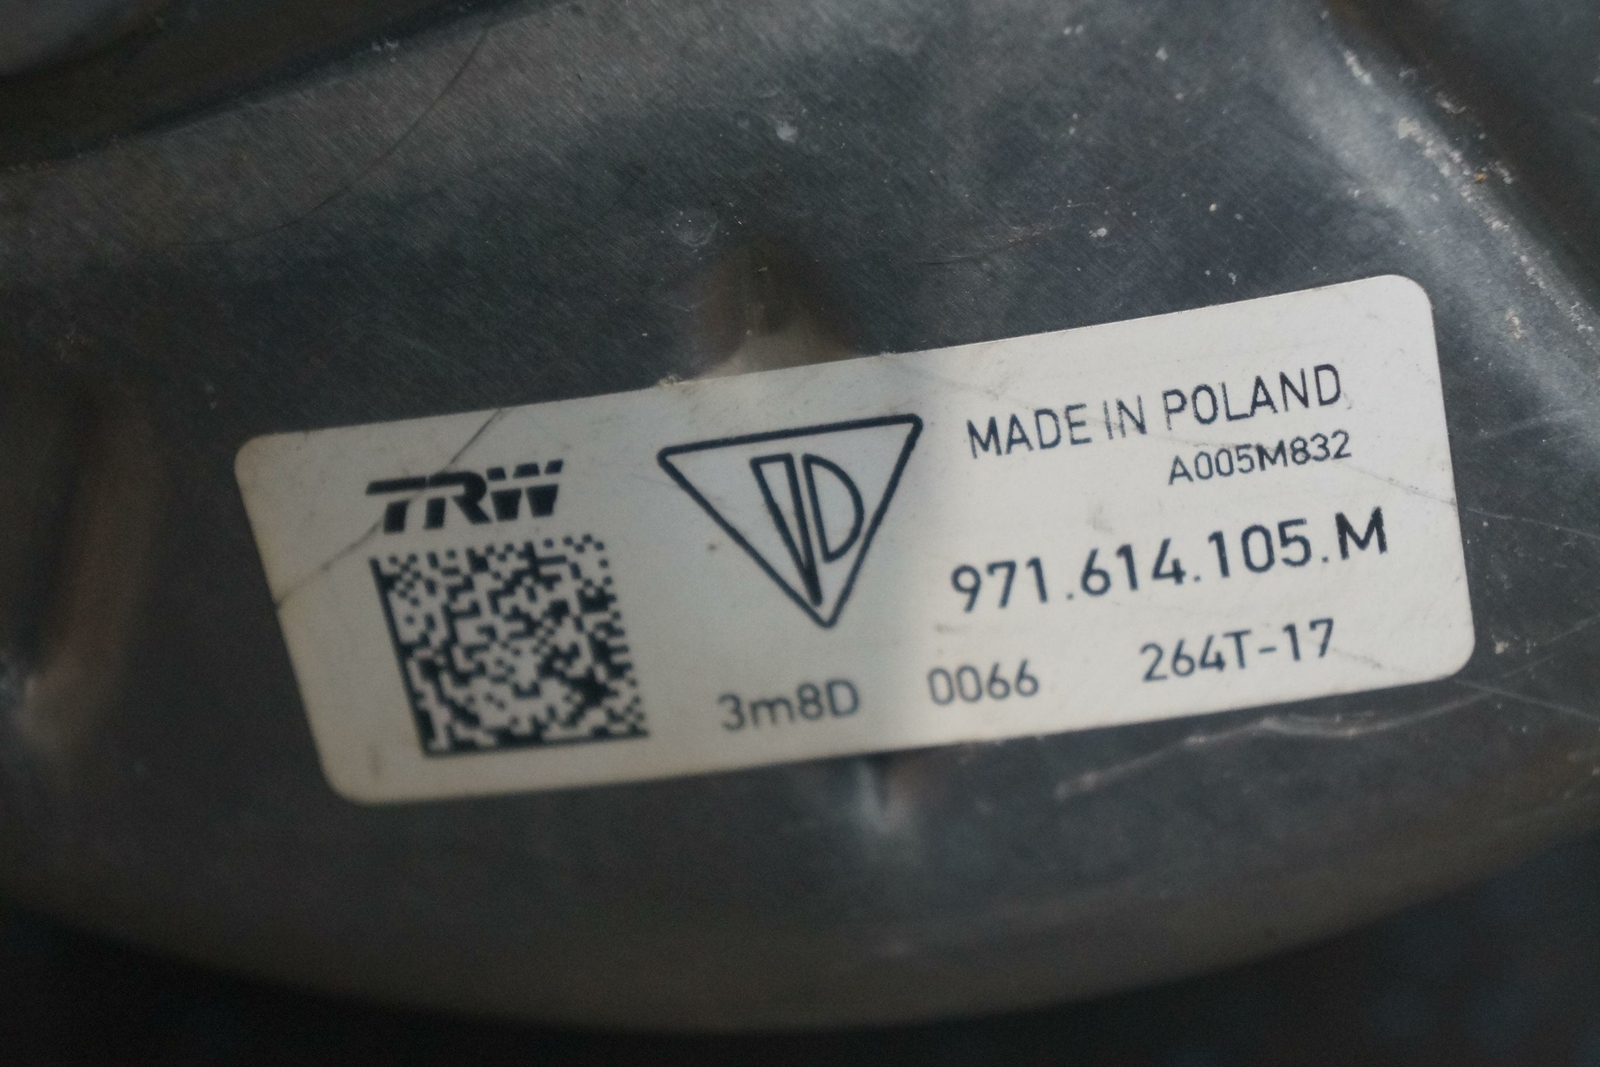 TRW
MADE IN POLAND
A005M832
971.614.105.M
3m8D 0066 264T-17